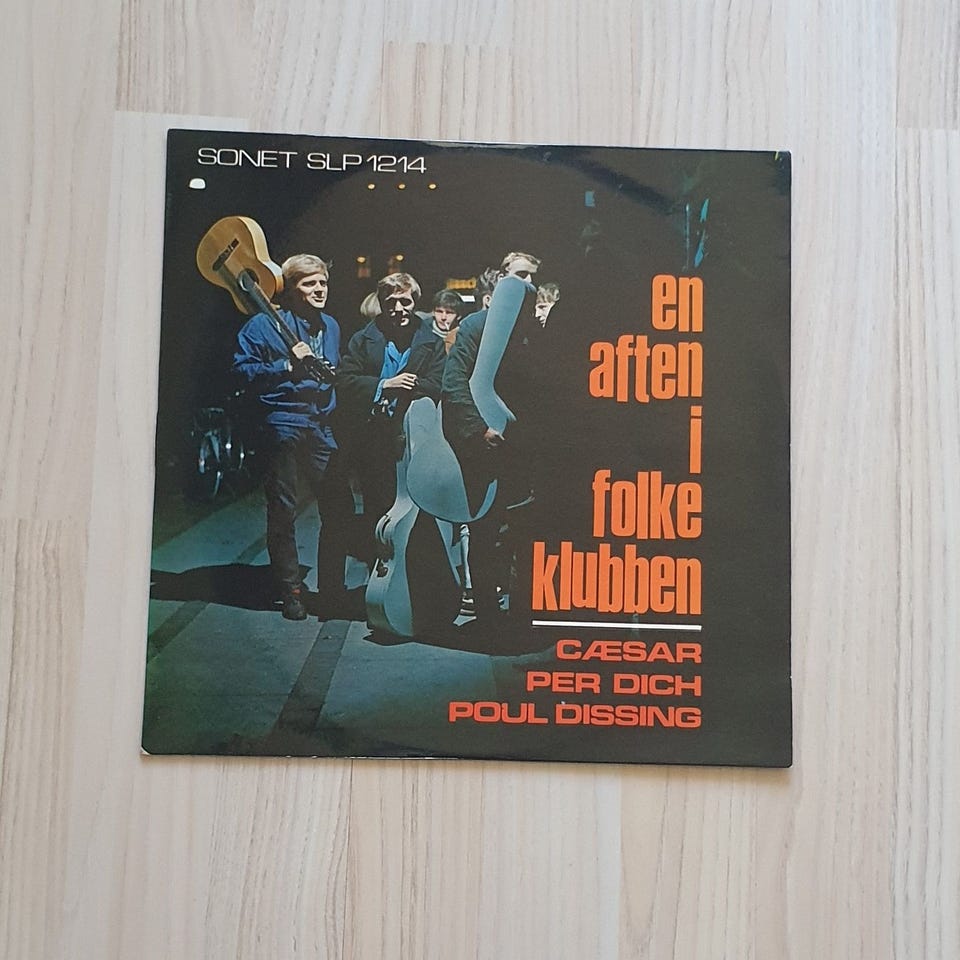 SONET SLP 1214
en
aften
i
folke
klubben
CÆSAR
PER DICH
POUL DISSING